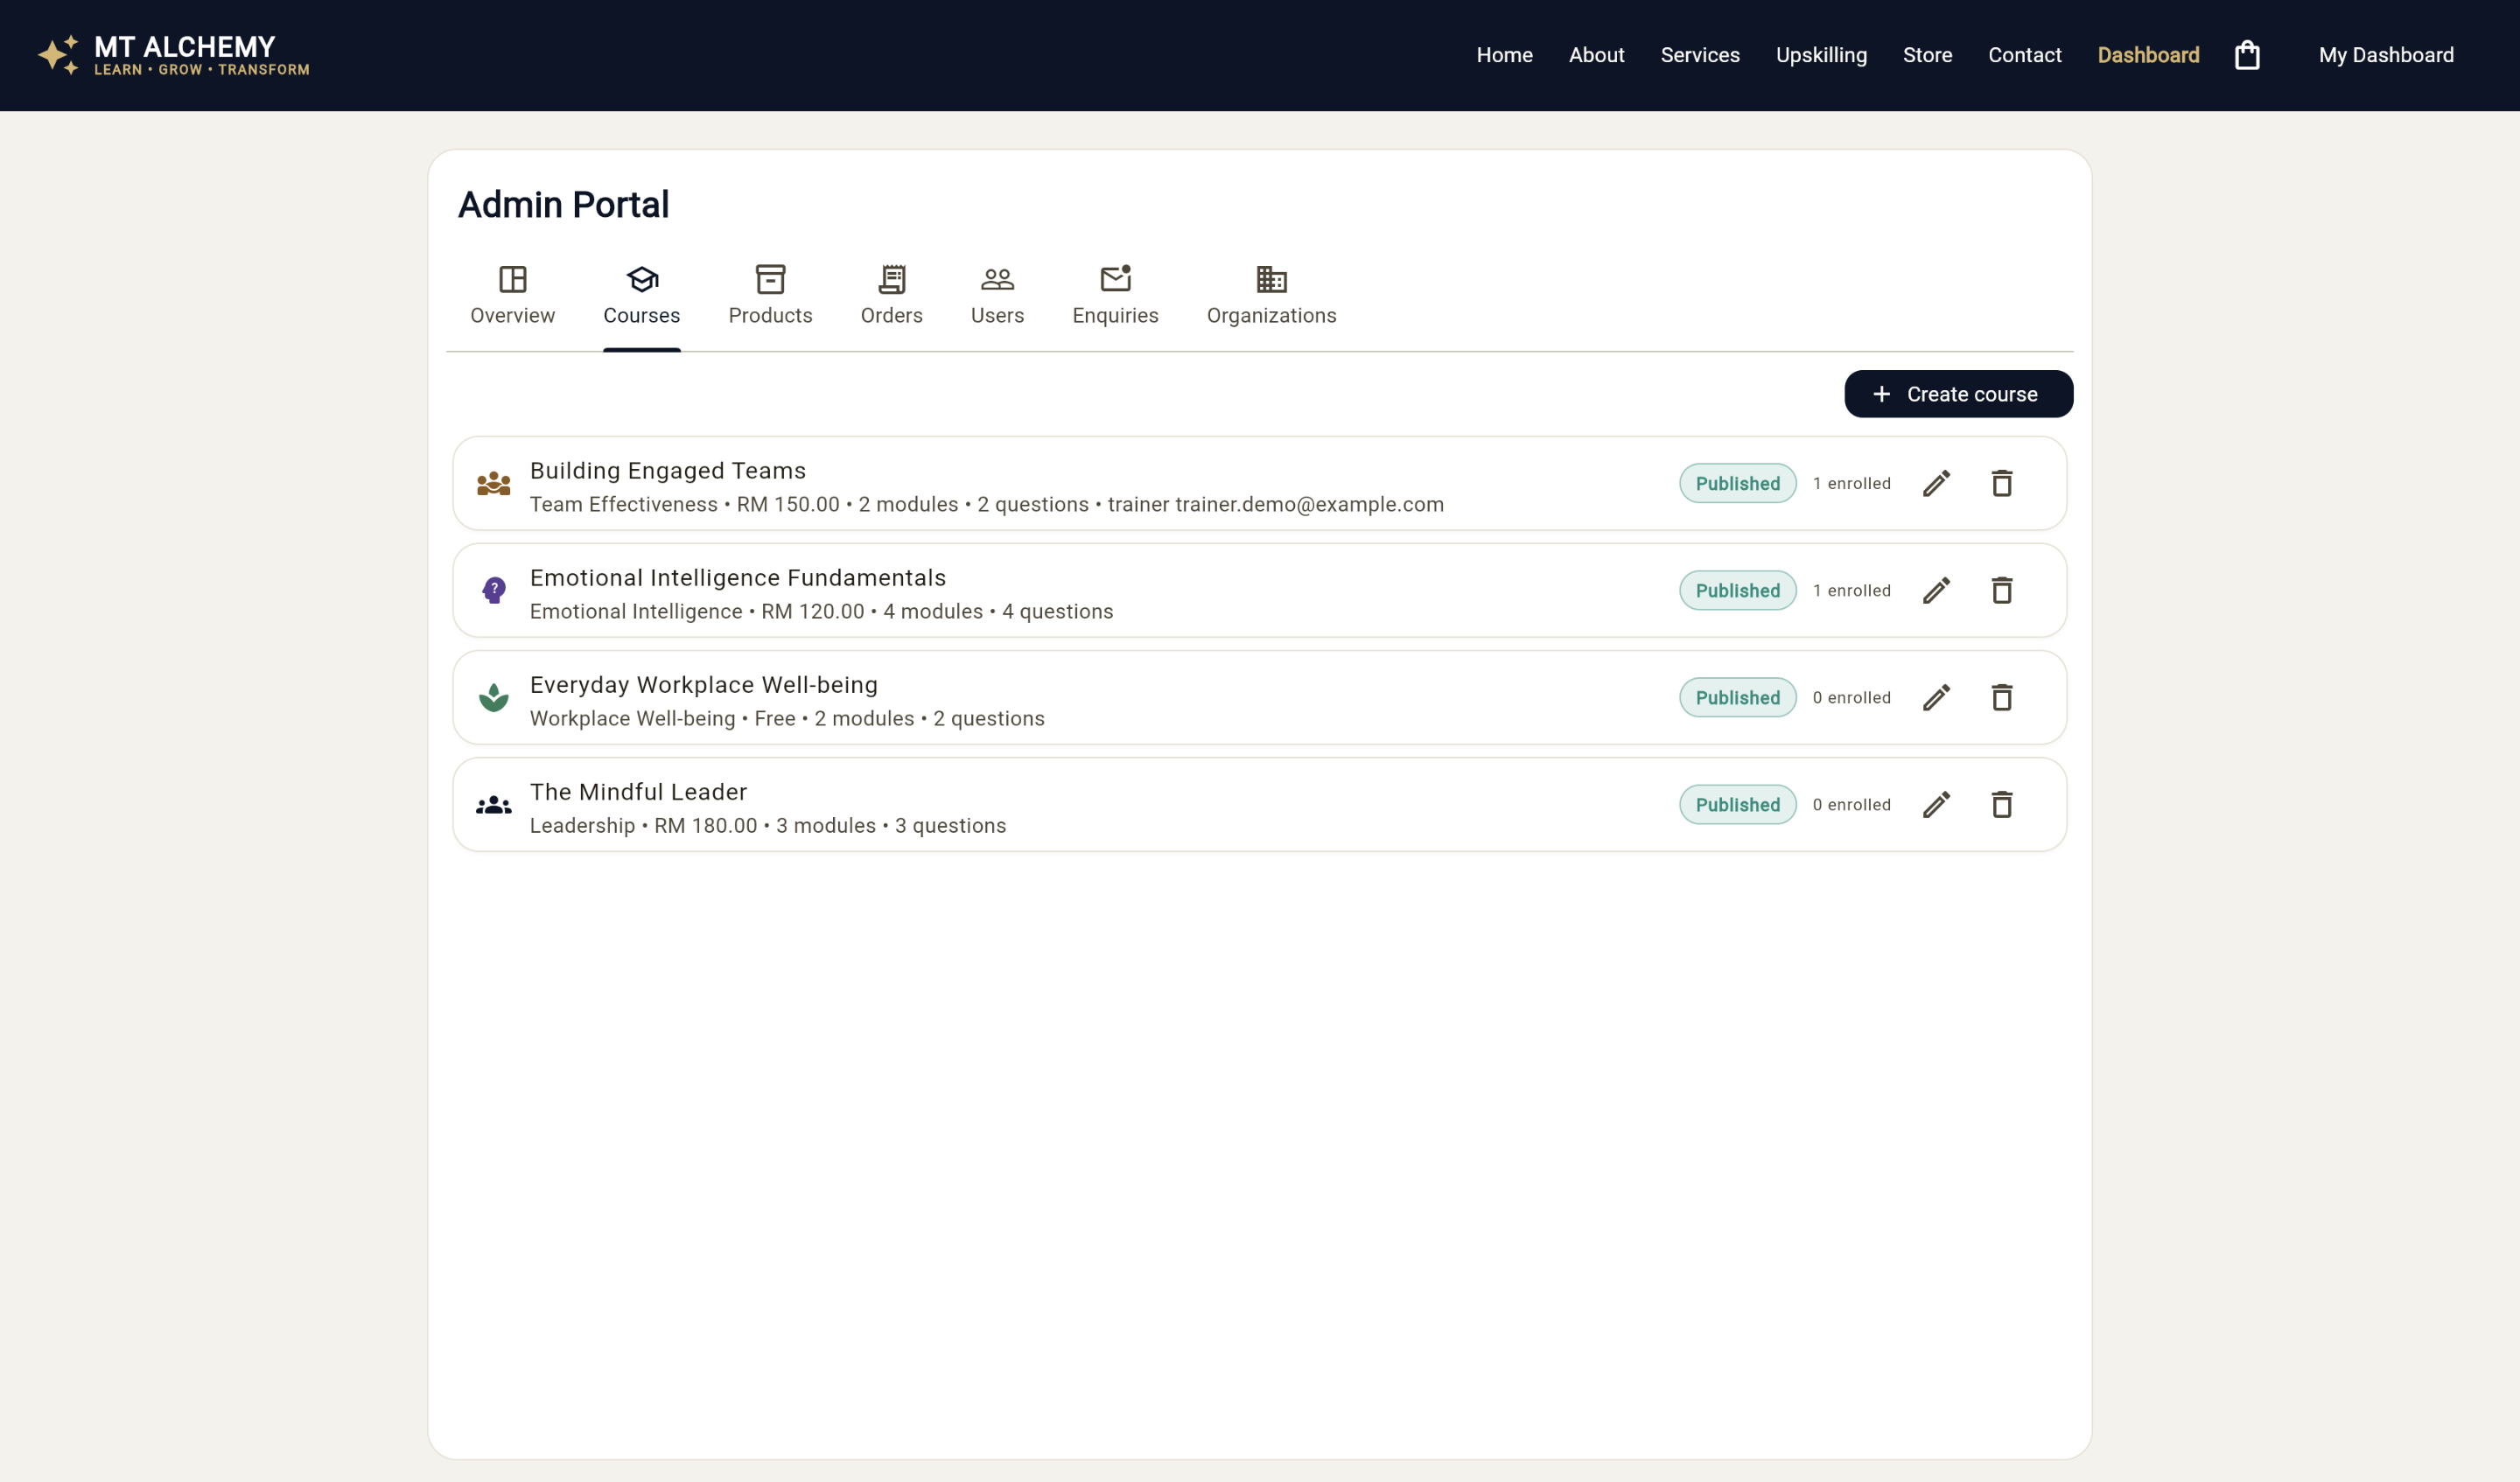 MT ALCHEMY
LEARN • GROW • TRANSFORM
Home About Services Upskilling Store Contact Dashboard My Dashboard
Admin Portal
Overview Courses Products Orders Users Enquiries Organizations
+ Create course
Building Engaged Teams
Team Effectiveness • RM 150.00 • 2 modules • 2 questions • trainer trainer.demo@example.com
Published 1 enrolled
Emotional Intelligence Fundamentals
Emotional Intelligence • RM 120.00 • 4 modules • 4 questions
Published 1 enrolled
Everyday Workplace Well-being
Workplace Well-being • Free • 2 modules • 2 questions
Published 0 enrolled
The Mindful Leader
Leadership • RM 180.00 • 3 modules • 3 questions
Published 0 enrolled